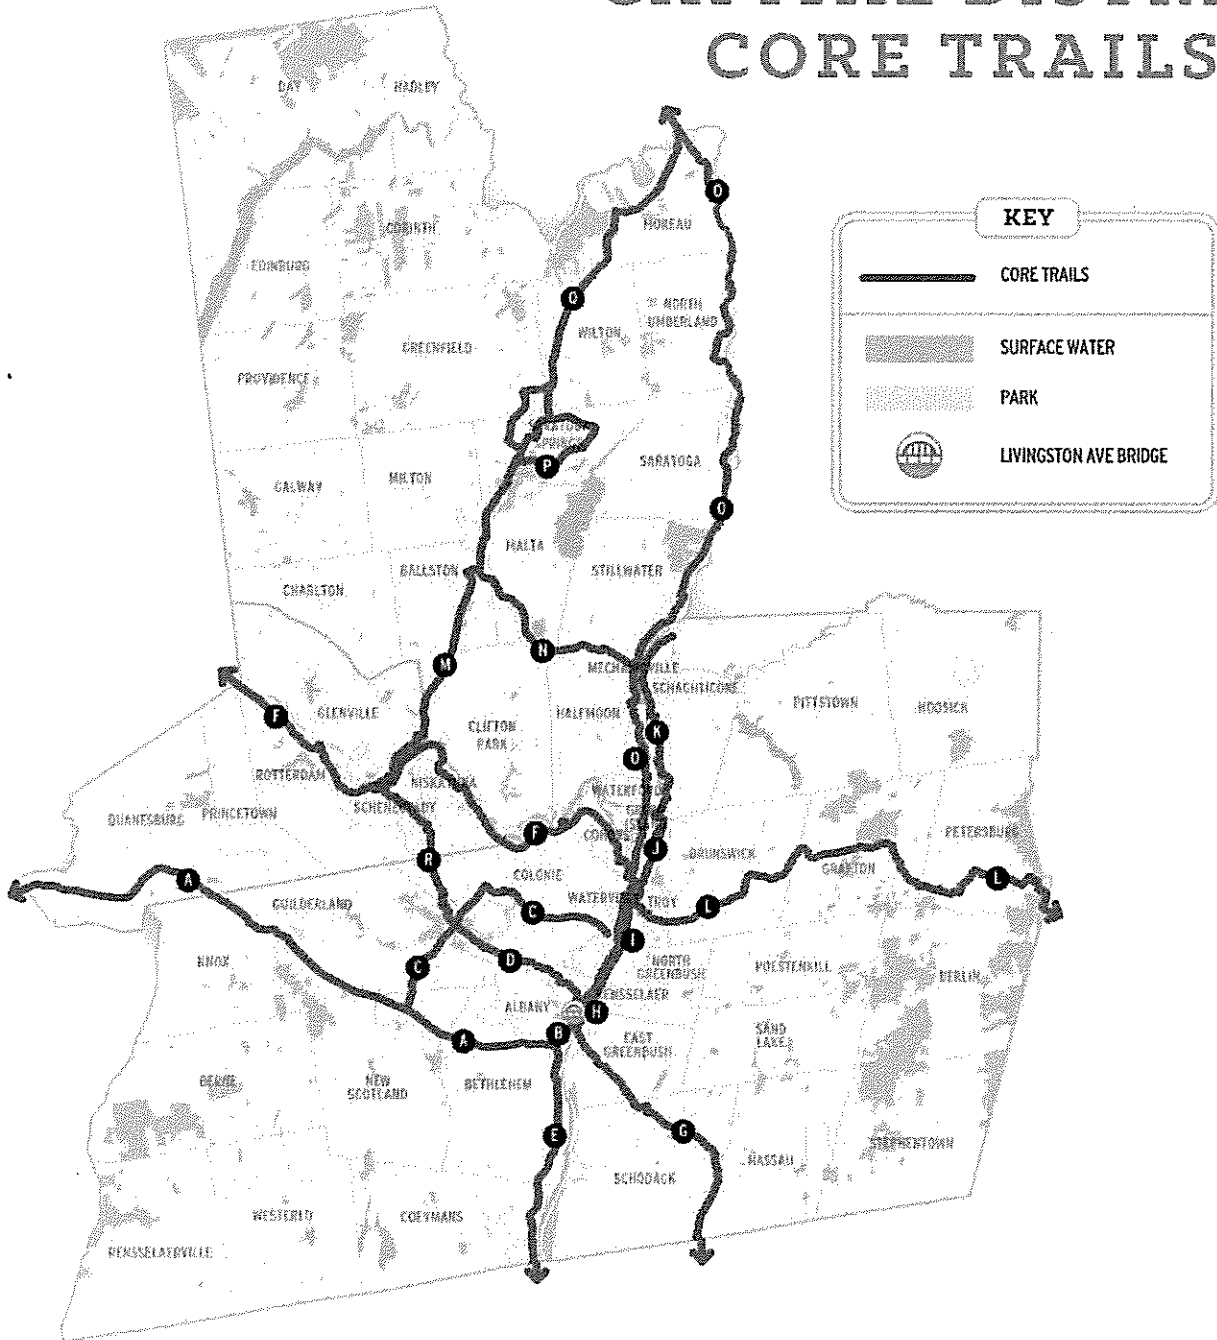 CORE TRAILS
KEY
CORE TRAILS
SURFACE WATER
PARK
LIVINGSTON AVE BRIDGE
DAY
HADLEY
CORINTH
EDINBURG
MOREAU
O
O
NORTH
UMBERLAND
WILTON
GREENFIELD
PROVIDENCE
P
SARATOGA
GALWAY
MILTON
O
MALTA
BALLSTON
STILLWATER
CHARLTON
N
M
MECHANICVILLE
SCHAGHTICOKE
PITTSTOWN
HOOSICK
F
GLENVILLE
CLIFTON
PARK
HALFMOON
K
O
ROTTERDAM
NISKAYUNA
WATERFORD
DUANESBURG
PRINCETOWN
SCHENECTADY
F
J
BRUNSWICK
PETERSBURG
R
COLONIE
GRAFTON
L
A
GUILDERLAND
C
TROY
L
I
KNOX
C
D
NORTH
GREENBUSH
POESTENKILL
BERLIN
ALBANY
RENSSELAER
H
A
B
EAST
GREENBUSH
SAND
LAKE
BERNE
NEW
SCOTLAND
BETHLEHEM
E
G
SCHODACK
NASSAU
STEPHENTOWN
WESTERLO
COEYMANS
RENSSELAERVILLE